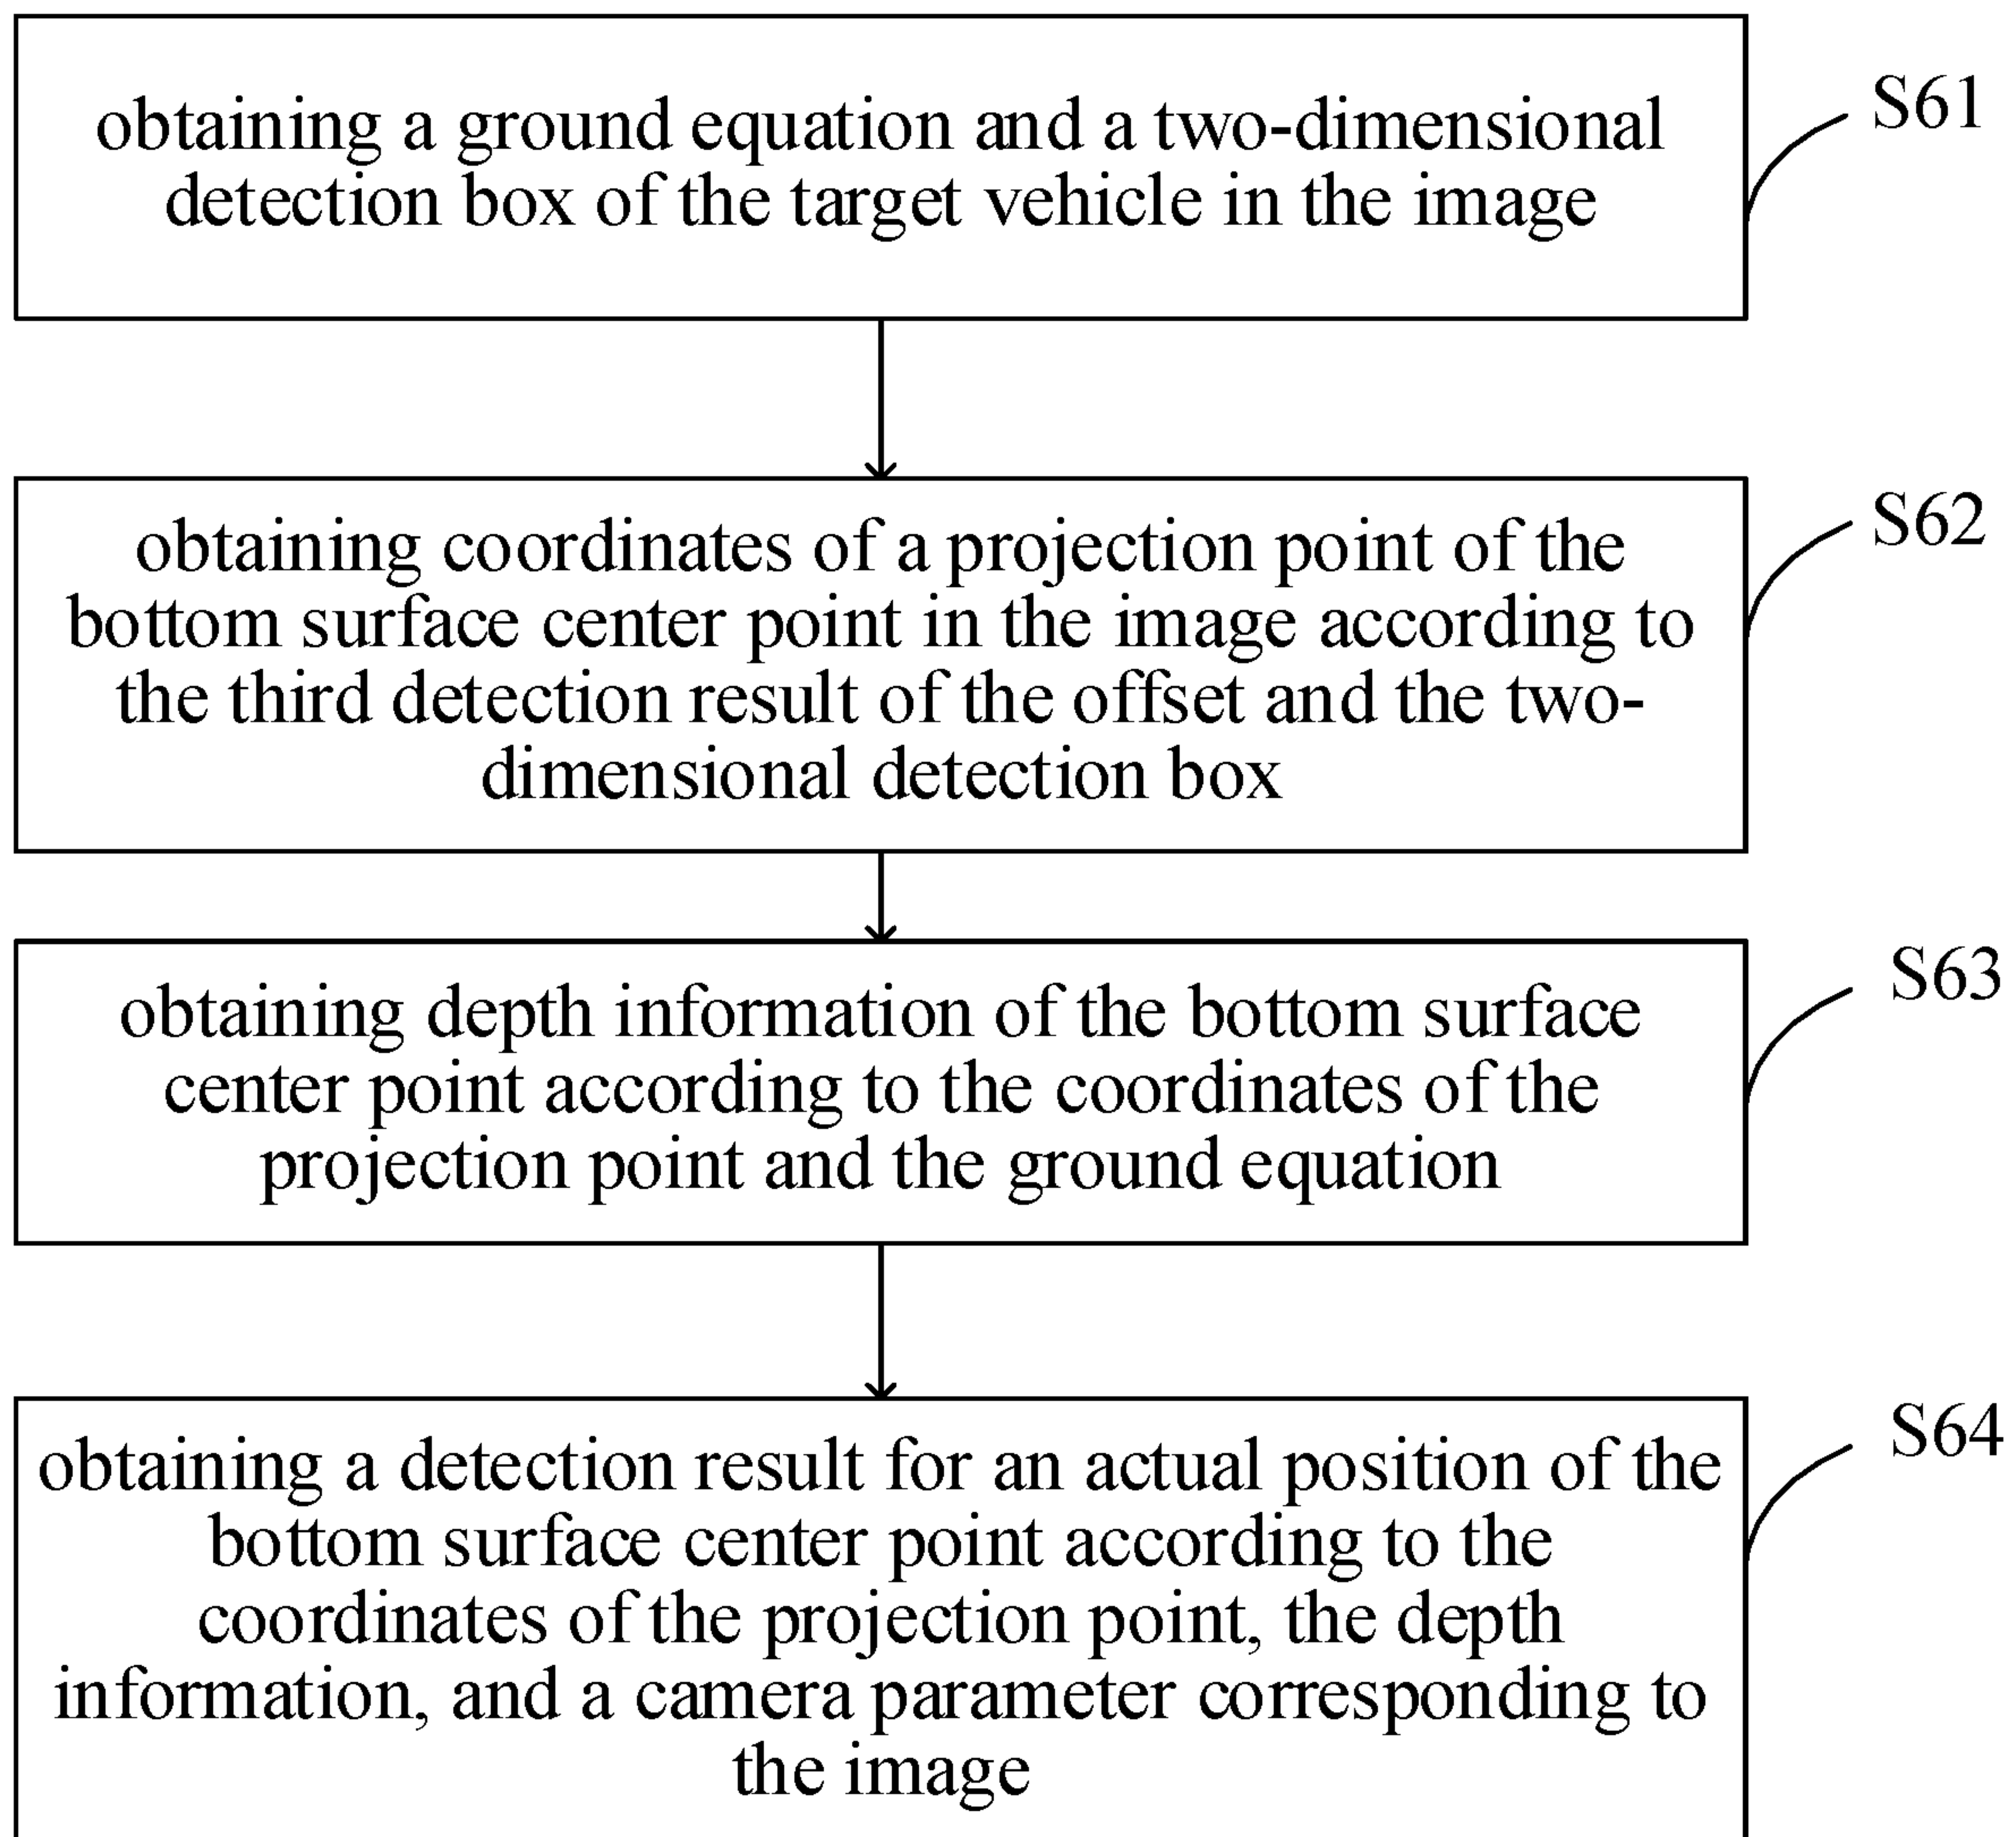 obtaining a ground equation and a two-dimensional
detection box of the target vehicle in the image
S61
obtaining coordinates of a projection point of the
bottom surface center point in the image according to
the third detection result of the offset and the two-
dimensional detection box
S62
obtaining depth information of the bottom surface
center point according to the coordinates of the
projection point and the ground equation
S63
obtaining a detection result for an actual position of the
bottom surface center point according to the
coordinates of the projection point, the depth
information, and a camera parameter corresponding to
the image
S64